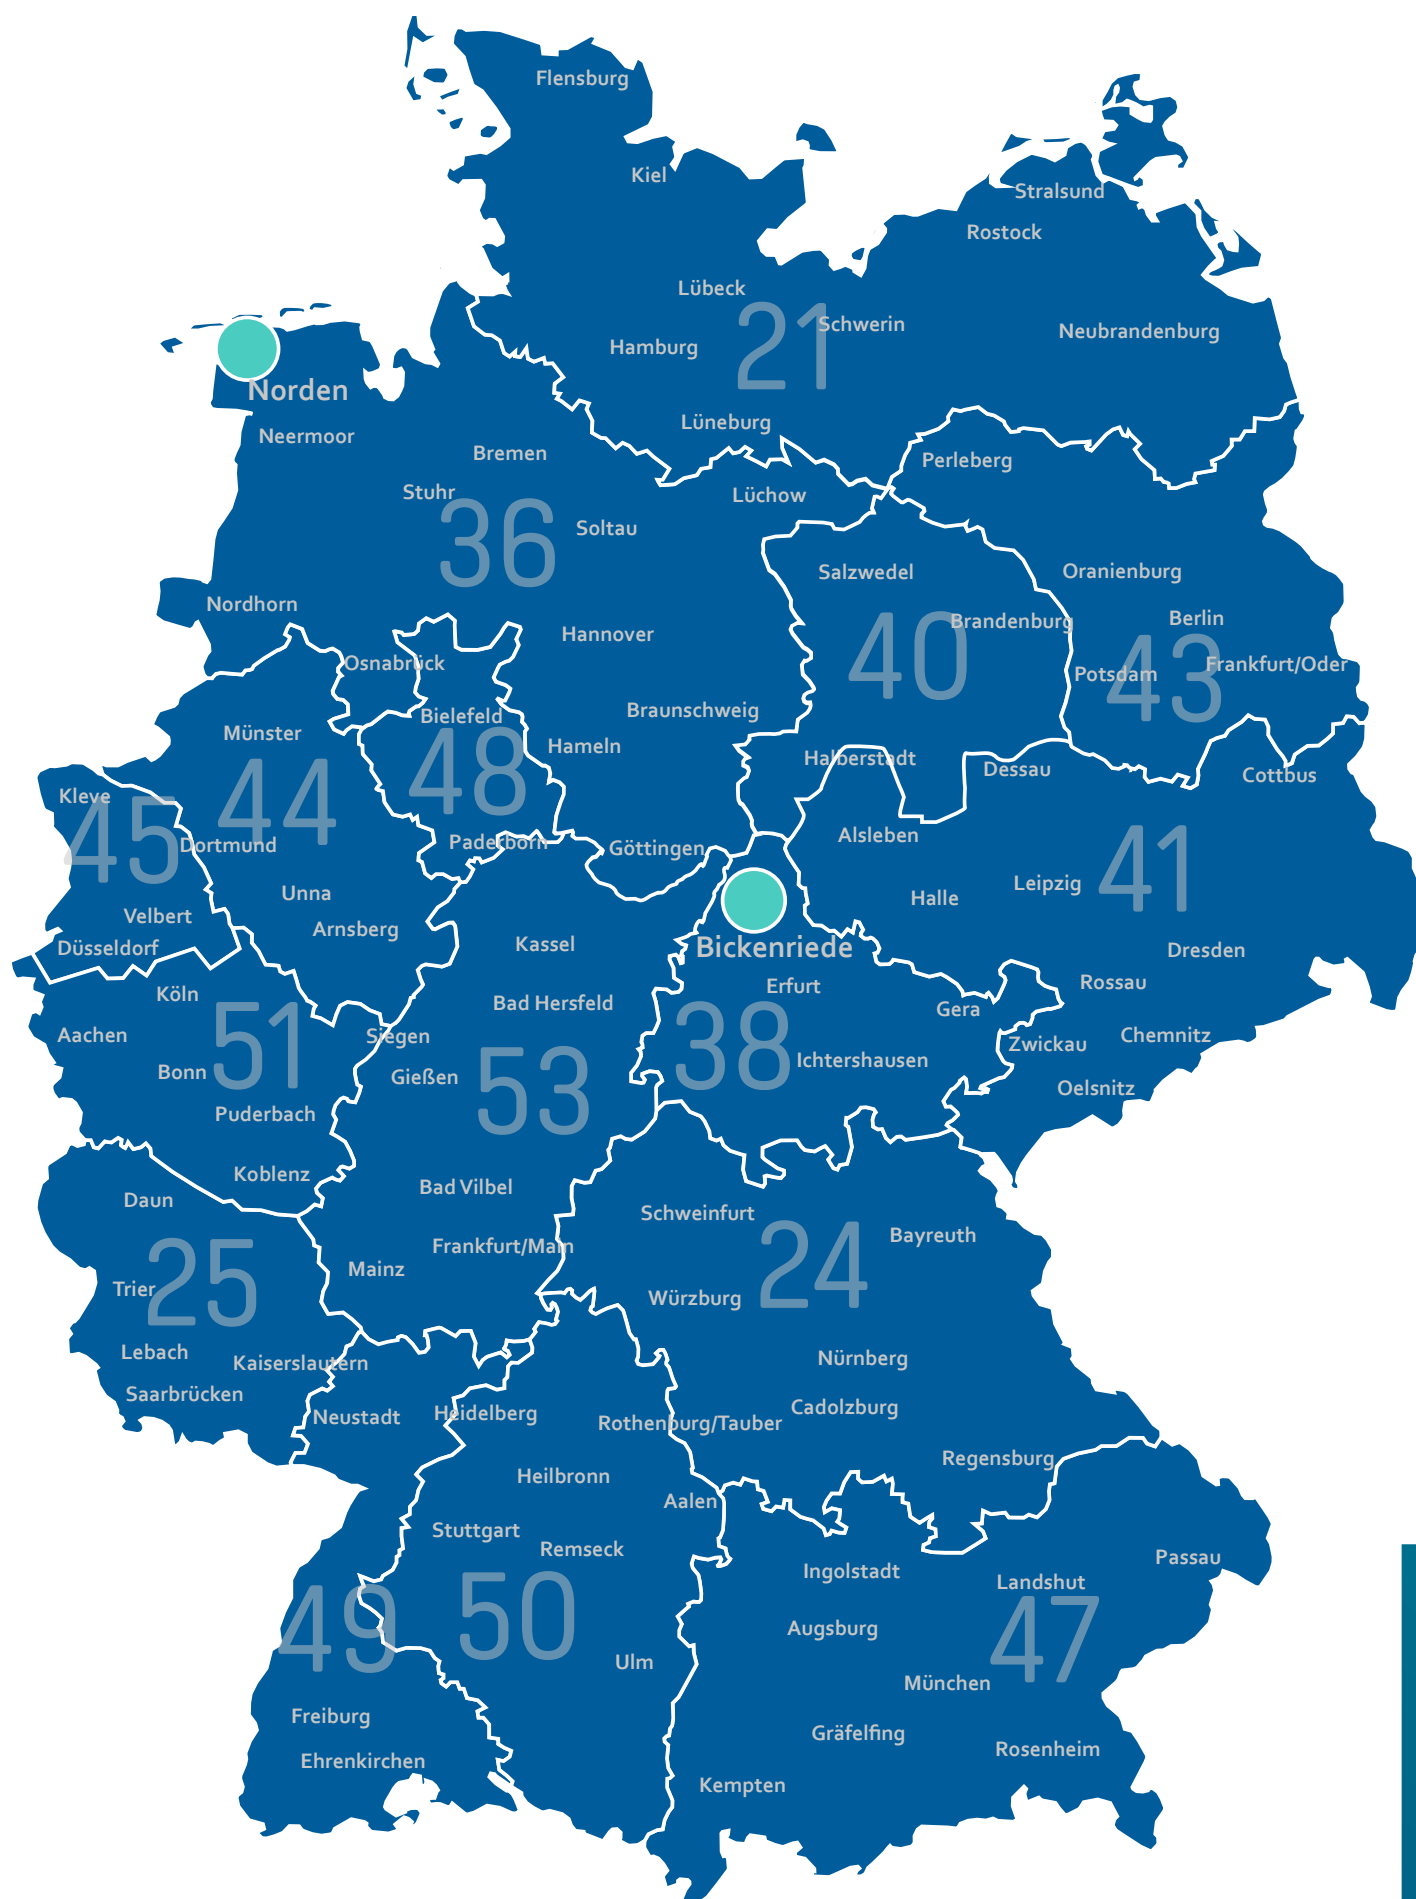 Flensburg
Kiel
Stralsund
Rostock
Lübeck
21
Schwerin
Neubrandenburg
Hamburg
Norden
Lüneburg
Neermoor
Bremen
Perleberg
Stuhr
Lüchow
36
Soltau
Salzwedel
Oranienburg
Nordhorn
Berlin
Brandenburg
Hannover
40
Osnabrück
Potsdam
43
Frankfurt/Oder
Bielefeld
Braunschweig
Münster
Hameln
48
Halberstadt
Dessau
Cottbus
Kleve
44
45
Dortmund
Paderborn
Göttingen
Alsleben
41
Leipzig
Unna
Halle
Velbert
Arnsberg
Düsseldorf
Kassel
Bickenriede
Dresden
Köln
Erfurt
Rossau
Bad Hersfeld
Gera
Aachen
51
Siegen
38
Zwickau
Chemnitz
Bonn
Gießen
53
Ichtershausen
Oelsnitz
Puderbach
Koblenz
Bad Vilbel
Daun
Schweinfurt
Bayreuth
Frankfurt/Main
24
Mainz
25
Trier
Würzburg
Lebach
Kaiserslautern
Nürnberg
Saarbrücken
Neustadt
Heidelberg
Rothenburg/Tauber
Cadolzburg
Regensburg
Heilbronn
Aalen
Stuttgart
Remseck
Passau
Ingolstadt
Landshut
49
50
Augsburg
47
Ulm
München
Freiburg
Gräfelfing
Rosenheim
Ehrenkirchen
Kempten